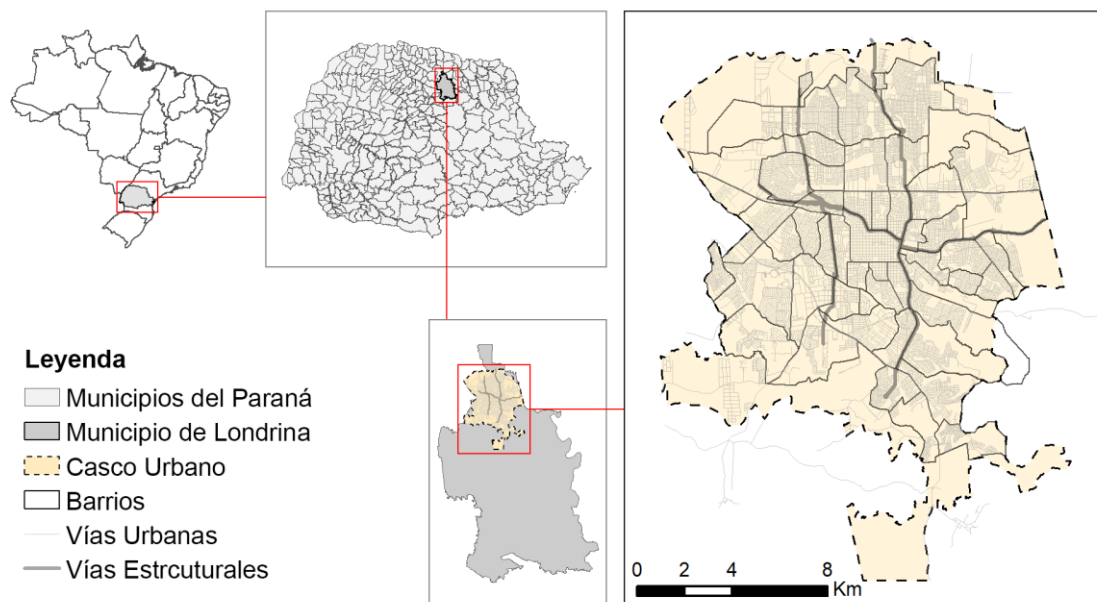 Leyenda
Municipios del Paraná
Municipio de Londrina
Casco Urbano
Barrios
Vías Urbanas
Vías Estrcuturales
0 2 4 8
Km